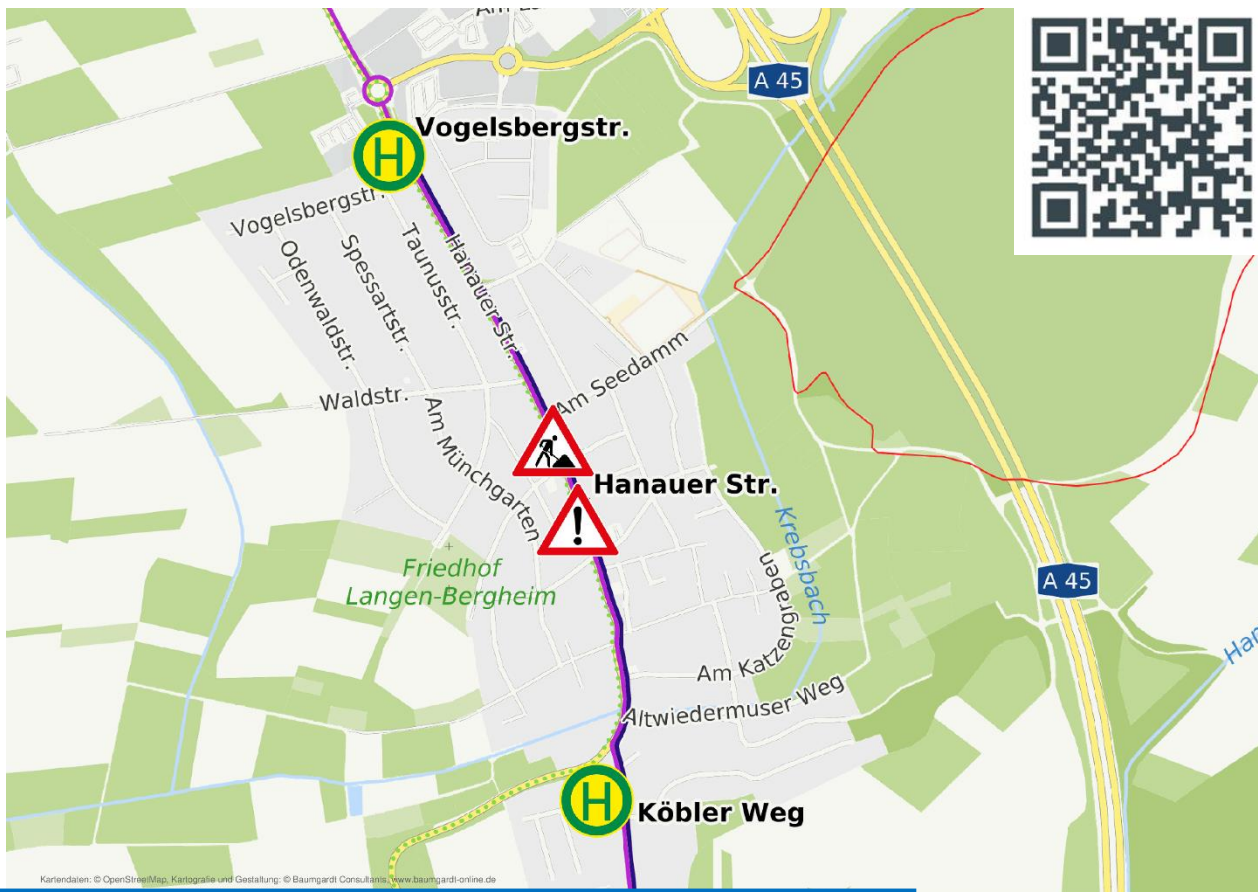 A 45
Vogelsbergstr.
H
Vogelsbergstr.
Odenwaldstr.
Spessartstr.
Taunusstr.
Hanauer Str.
Waldstr.
Am Seedamm
Am Münchgarten
Hanauer Str.
!
Krebsbach
Friedhof
Langen-Bergheim
A 45
Am Katzengraben
Altwiedermuser Weg
H
Köbler Weg
Kartendaten: © OpenStreetMap, Kartografie und Gestaltung: © Baumgardt Consultants, www.baumgardt-online.de